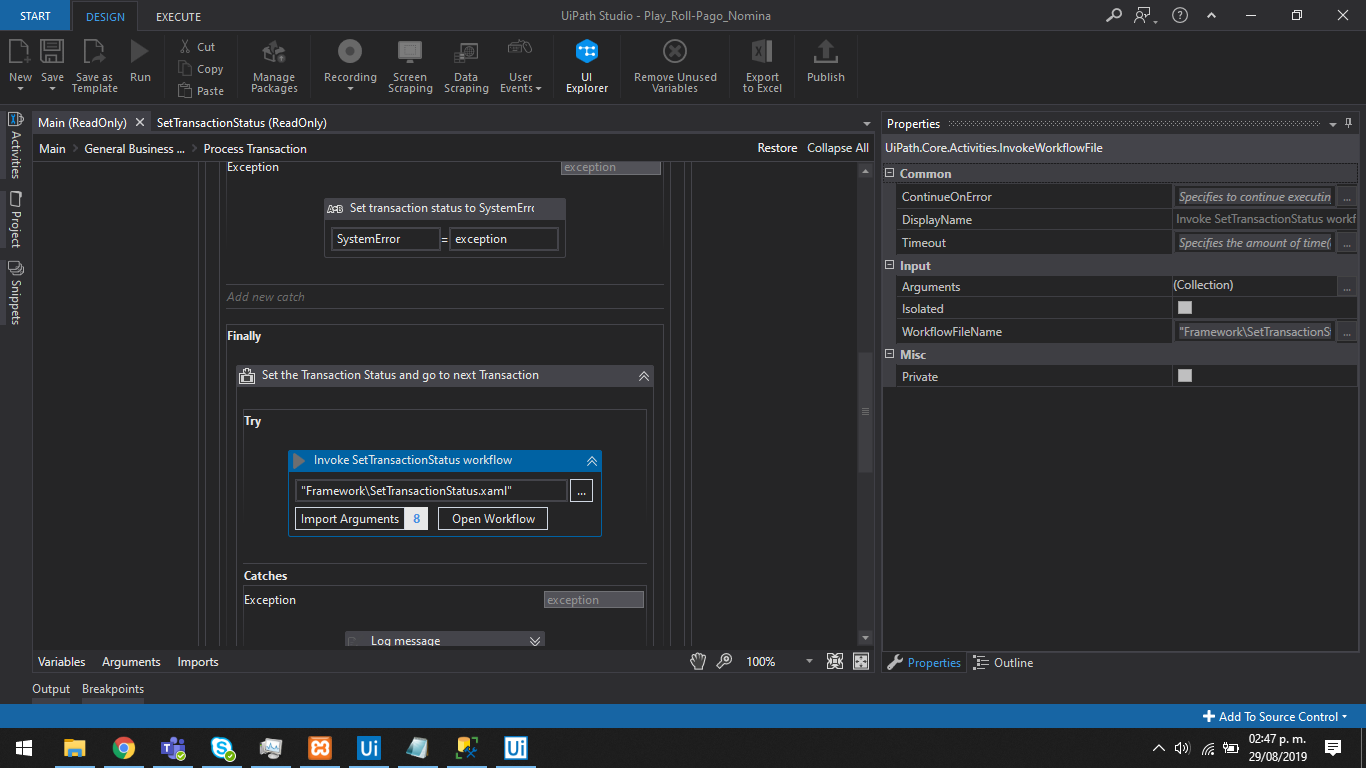 START
DESIGN
EXECUTE
UiPath Studio - Play_Roll-Pago_Nomina
New
Save
Save as Template
Run
Cut
Copy
Paste
Manage Packages
Recording
Screen Scraping
Data Scraping
User Events
UI Explorer
Remove Unused Variables
Export to Excel
Publish
Activities
Project
Snippets
Main (ReadOnly)
SetTransactionStatus (ReadOnly)
Main > General Business ... > Process Transaction
Restore
Collapse All
Exception
exception
Set transaction status to SystemErro
SystemError = exception
Add new catch
Finally
Set the Transaction Status and go to next Transaction
Try
Invoke SetTransactionStatus workflow
"Framework\SetTransactionStatus.xaml"
...
Import Arguments 8
Open Workflow
Catches
Exception
exception
Log message
Variables
Arguments
Imports
100%
Output
Breakpoints
Properties
UiPath.Core.Activities.InvokeWorkflowFile
Common
ContinueOnError
Specifies to continue executin ...
DisplayName
Invoke SetTransactionStatus workf
Timeout
Specifies the amount of time( ...
Input
Arguments
(Collection) ...
Isolated
WorkflowFileName
"Framework\SetTransactionS ...
Misc
Private
Properties
Outline
Add To Source Control
Ui
Ui
02:47 p. m.
29/08/2019